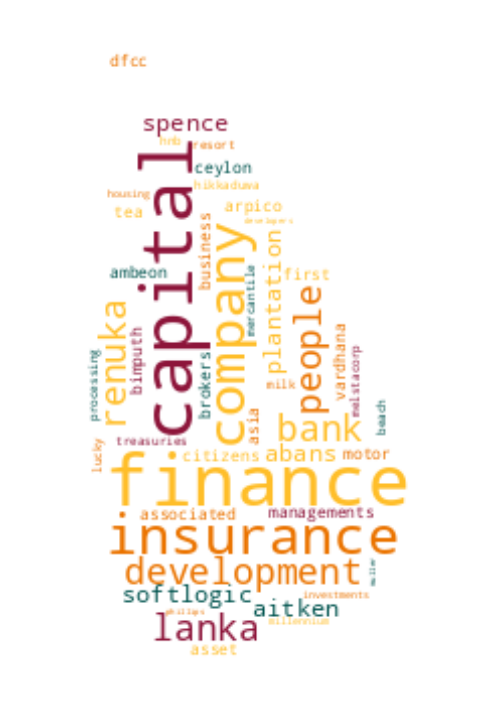 dfcc
spence
hnb
resort
capital
ceylon
hikkaduwa
housing
tea
arpico
developers
business
company
plantation
ambeon
mercantile
first
people
renuka
bimputh
processing
brokers
vardhana
melstacorp
milk
beach
asia
bank
treasuries
lucky
citizens
abans
motor
finance
associated
managements
insurance
development
muller
softlogic
investments
aitken
phillips
lanka
millennium
asset